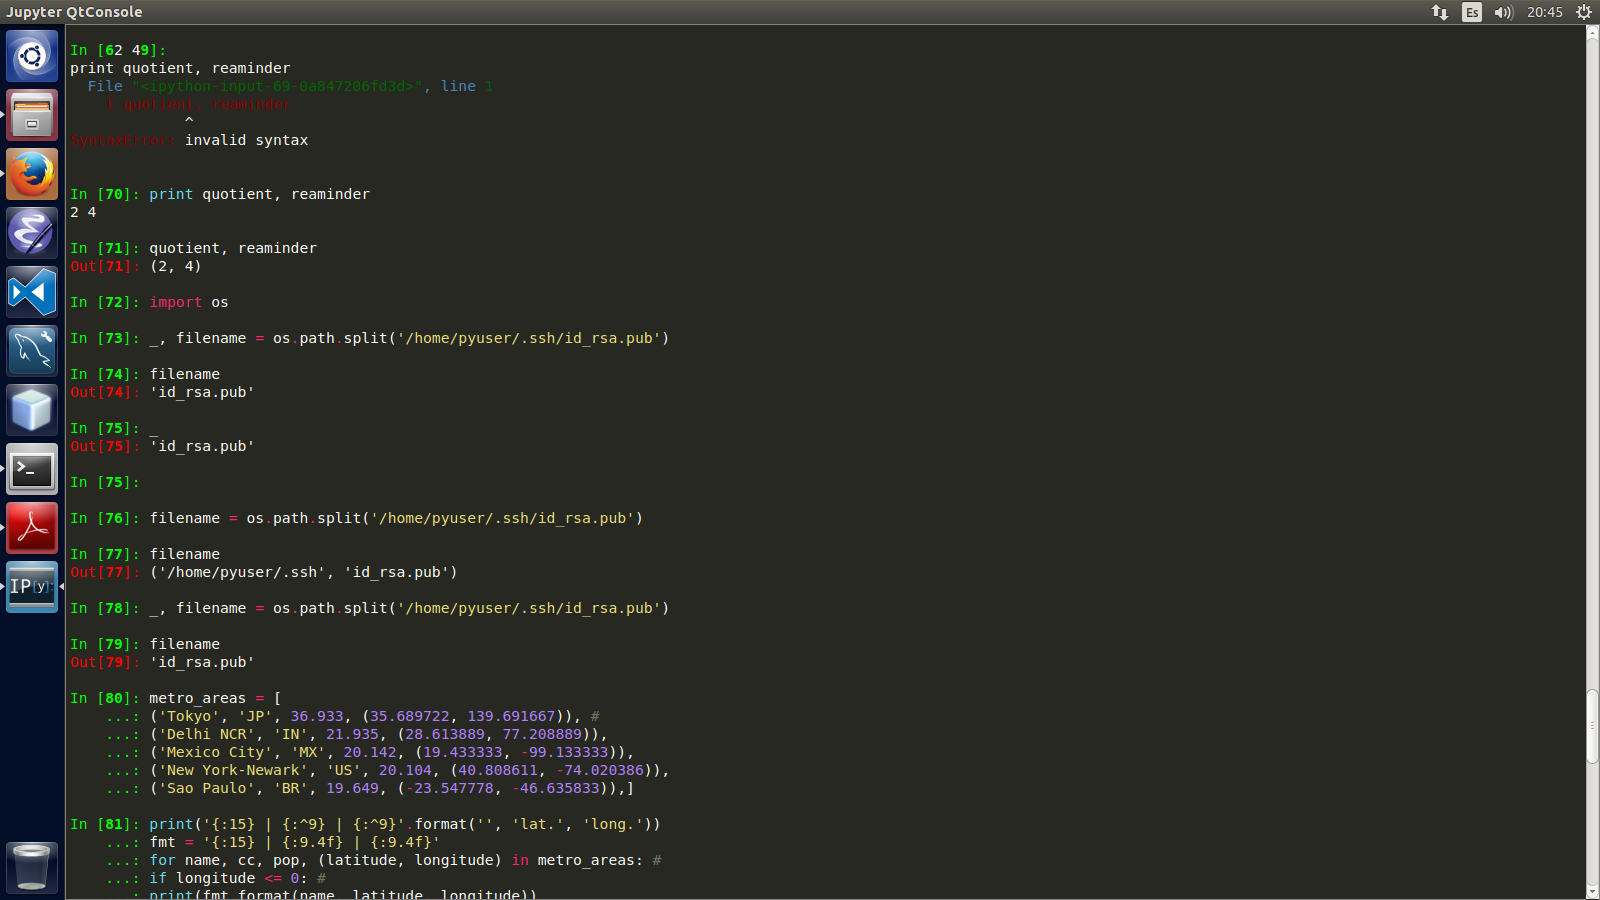 Jupyter QtConsole
Es
20:45
In [62 49]:
print quotient, reaminder
File "<ipython-input-69-0a847206fd3d>", line 1
t quotient, reaminder
^
SyntaxError: invalid syntax
In [70]: print quotient, reaminder
2 4
In [71]: quotient, reaminder
Out[71]: (2, 4)
In [72]: import os
In [73]: _, filename = os.path.split('/home/pyuser/.ssh/id_rsa.pub')
In [74]: filename
Out[74]: 'id_rsa.pub'
In [75]: _
Out[75]: 'id_rsa.pub'
In [75]:
In [76]: filename = os.path.split('/home/pyuser/.ssh/id_rsa.pub')
In [77]: filename
Out[77]: ('/home/pyuser/.ssh', 'id_rsa.pub')
In [78]: _, filename = os.path.split('/home/pyuser/.ssh/id_rsa.pub')
In [79]: filename
Out[79]: 'id_rsa.pub'
In [80]: metro_areas = [
...: ('Tokyo', 'JP', 36.933, (35.689722, 139.691667)), #
...: ('Delhi NCR', 'IN', 21.935, (28.613889, 77.208889)),
...: ('Mexico City', 'MX', 20.142, (19.433333, -99.133333)),
...: ('New York-Newark', 'US', 20.104, (40.808611, -74.020386)),
...: ('Sao Paulo', 'BR', 19.649, (-23.547778, -46.635833)),]
In [81]: print('{:15} | {:^9} | {:^9}'.format('', 'lat.', 'long.'))
...: fmt = '{:15} | {:9.4f} | {:9.4f}'
...: for name, cc, pop, (latitude, longitude) in metro_areas: #
...: if longitude <= 0: #
...: print(fmt.format(name, latitude, longitude))
>_
IP[y]: